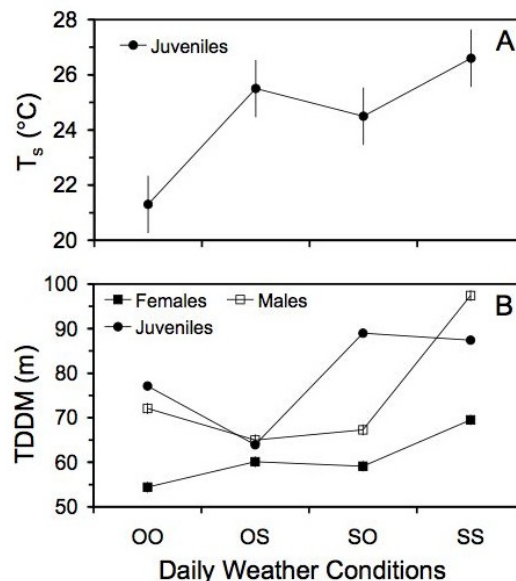 28
A
Juveniles
26
24
22
20
Tₛ (°C)
100
B
Females Males
Juveniles
90
80
70
60
50
TDDM (m)
OO OS SO SS
Daily Weather Conditions